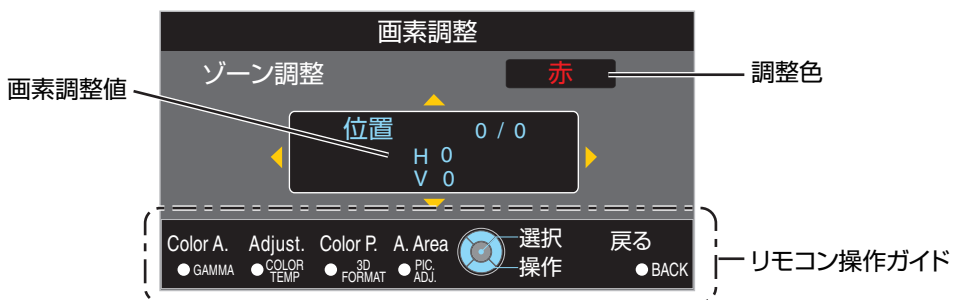 画素調整
ゾーン調整
赤
調整色
画素調整値
位置 0 / 0
H 0
V 0
Color A. Adjust. Color P. A. Area 選択 戻る
GAMMA COLOR TEMP 3D FORMAT PIC. ADJ. 操作 BACK
リモコン操作ガイド